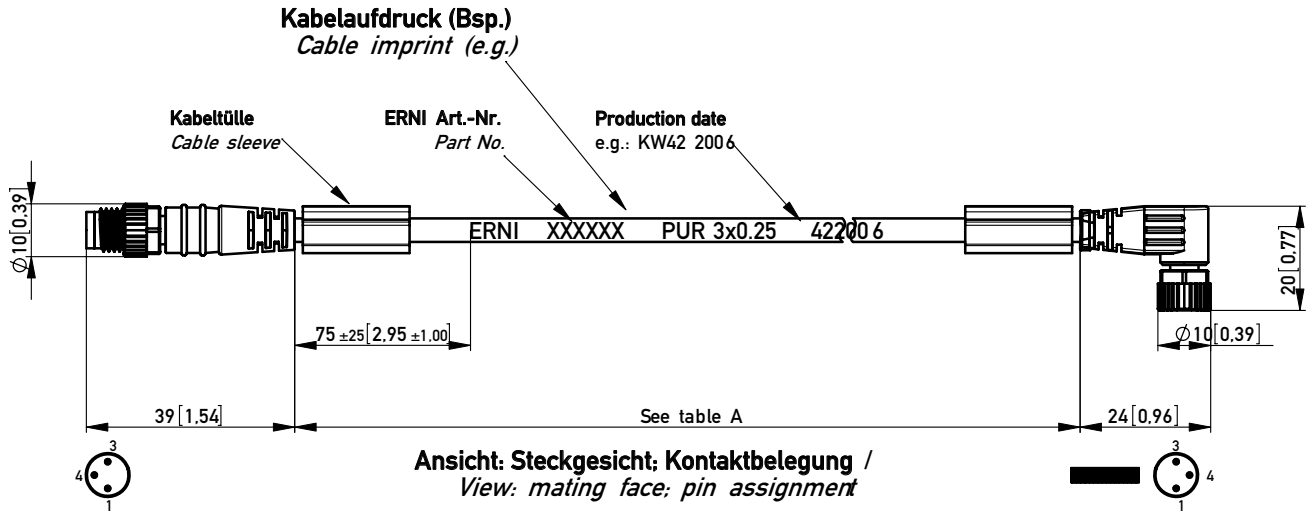 Kabelaufdruck (Bsp.)
Cable imprint (e.g.)
Kabeltülle
Cable sleeve
ERNI Art.-Nr.
Part No.
Production date
e.g.: KW42 2006
⌀10[0.39]
ERNI XXXXXX PUR 3x0.25 422006
20[0.77]
75 ±25[2,95 ±1,00]
⌀10[0,39]
39[1,54]
See table A
24[0,96]
3
4
1
Ansicht: Steckgesicht; Kontaktbelegung /
View: mating face; pin assignment
3
4
1